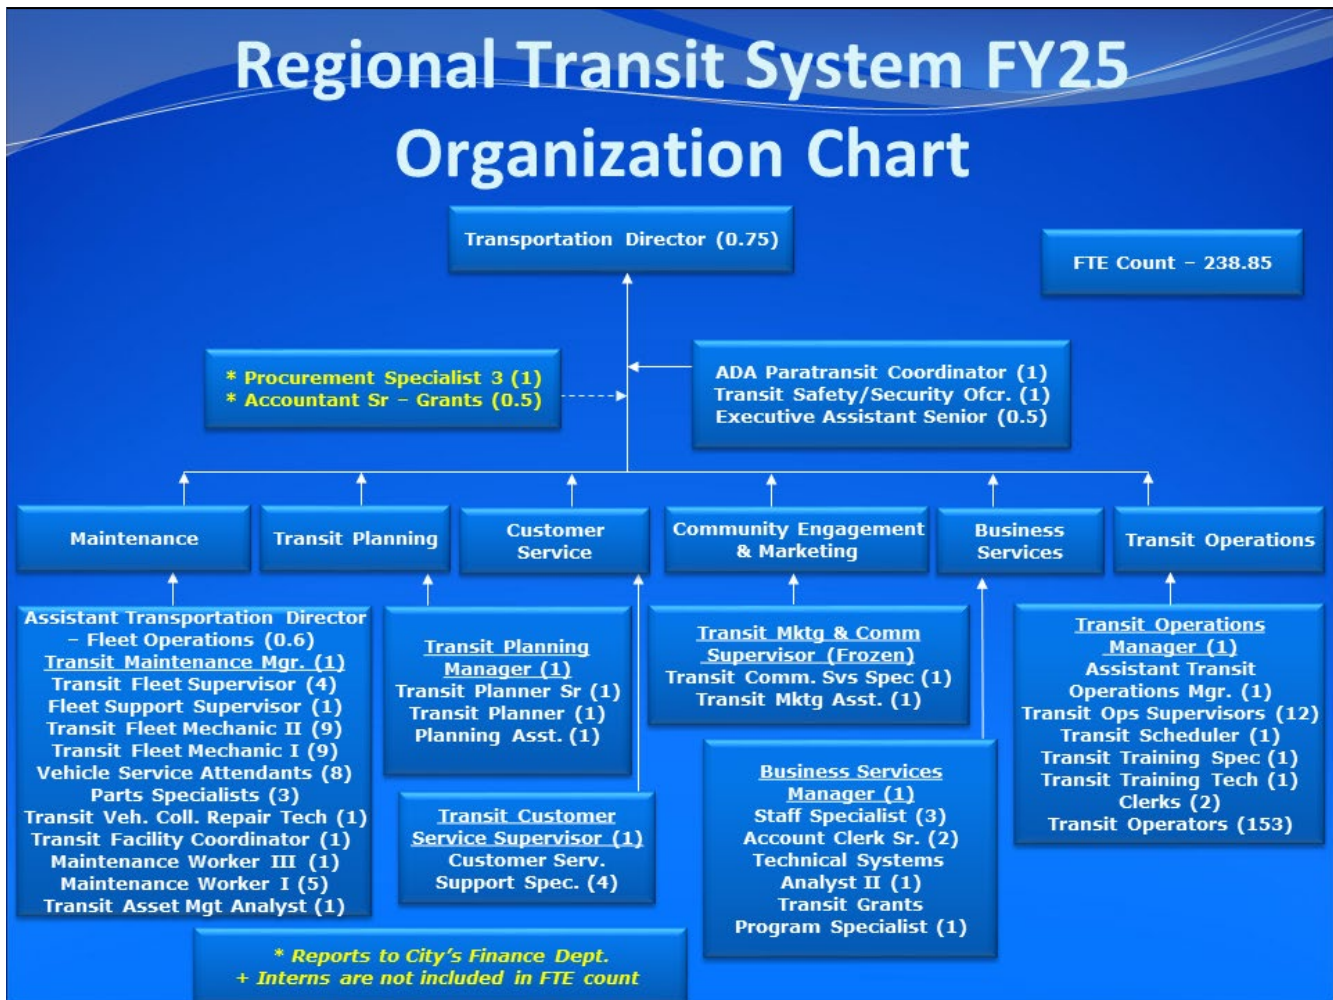 Regional Transit System FY25
Organization Chart
Transportation Director (0.75)
FTE Count – 238.85
* Procurement Specialist 3 (1)
* Accountant Sr – Grants (0.5)
ADA Paratransit Coordinator (1)
Transit Safety/Security Ofcr. (1)
Executive Assistant Senior (0.5)
Maintenance
Transit Planning
Customer
Service
Community Engagement
& Marketing
Business
Services
Transit Operations
Assistant Transportation Director
– Fleet Operations (0.6)
Transit Maintenance Mgr. (1)
Transit Fleet Supervisor (4)
Fleet Support Supervisor (1)
Transit Fleet Mechanic II (9)
Transit Fleet Mechanic I (9)
Vehicle Service Attendants (8)
Parts Specialists (3)
Transit Veh. Coll. Repair Tech (1)
Transit Facility Coordinator (1)
Maintenance Worker III (1)
Maintenance Worker I (5)
Transit Asset Mgt Analyst (1)
Transit Planning
Manager (1)
Transit Planner Sr (1)
Transit Planner (1)
Planning Asst. (1)
Transit Customer
Service Supervisor (1)
Customer Serv.
Support Spec. (4)
Transit Mktg & Comm
Supervisor (Frozen)
Transit Comm. Svs Spec (1)
Transit Mktg Asst. (1)
Business Services
Manager (1)
Staff Specialist (3)
Account Clerk Sr. (2)
Technical Systems
Analyst II (1)
Transit Grants
Program Specialist (1)
Transit Operations
Manager (1)
Assistant Transit
Operations Mgr. (1)
Transit Ops Supervisors (12)
Transit Scheduler (1)
Transit Training Spec (1)
Transit Training Tech (1)
Clerks (2)
Transit Operators (153)
* Reports to City's Finance Dept.
+ Interns are not included in FTE count